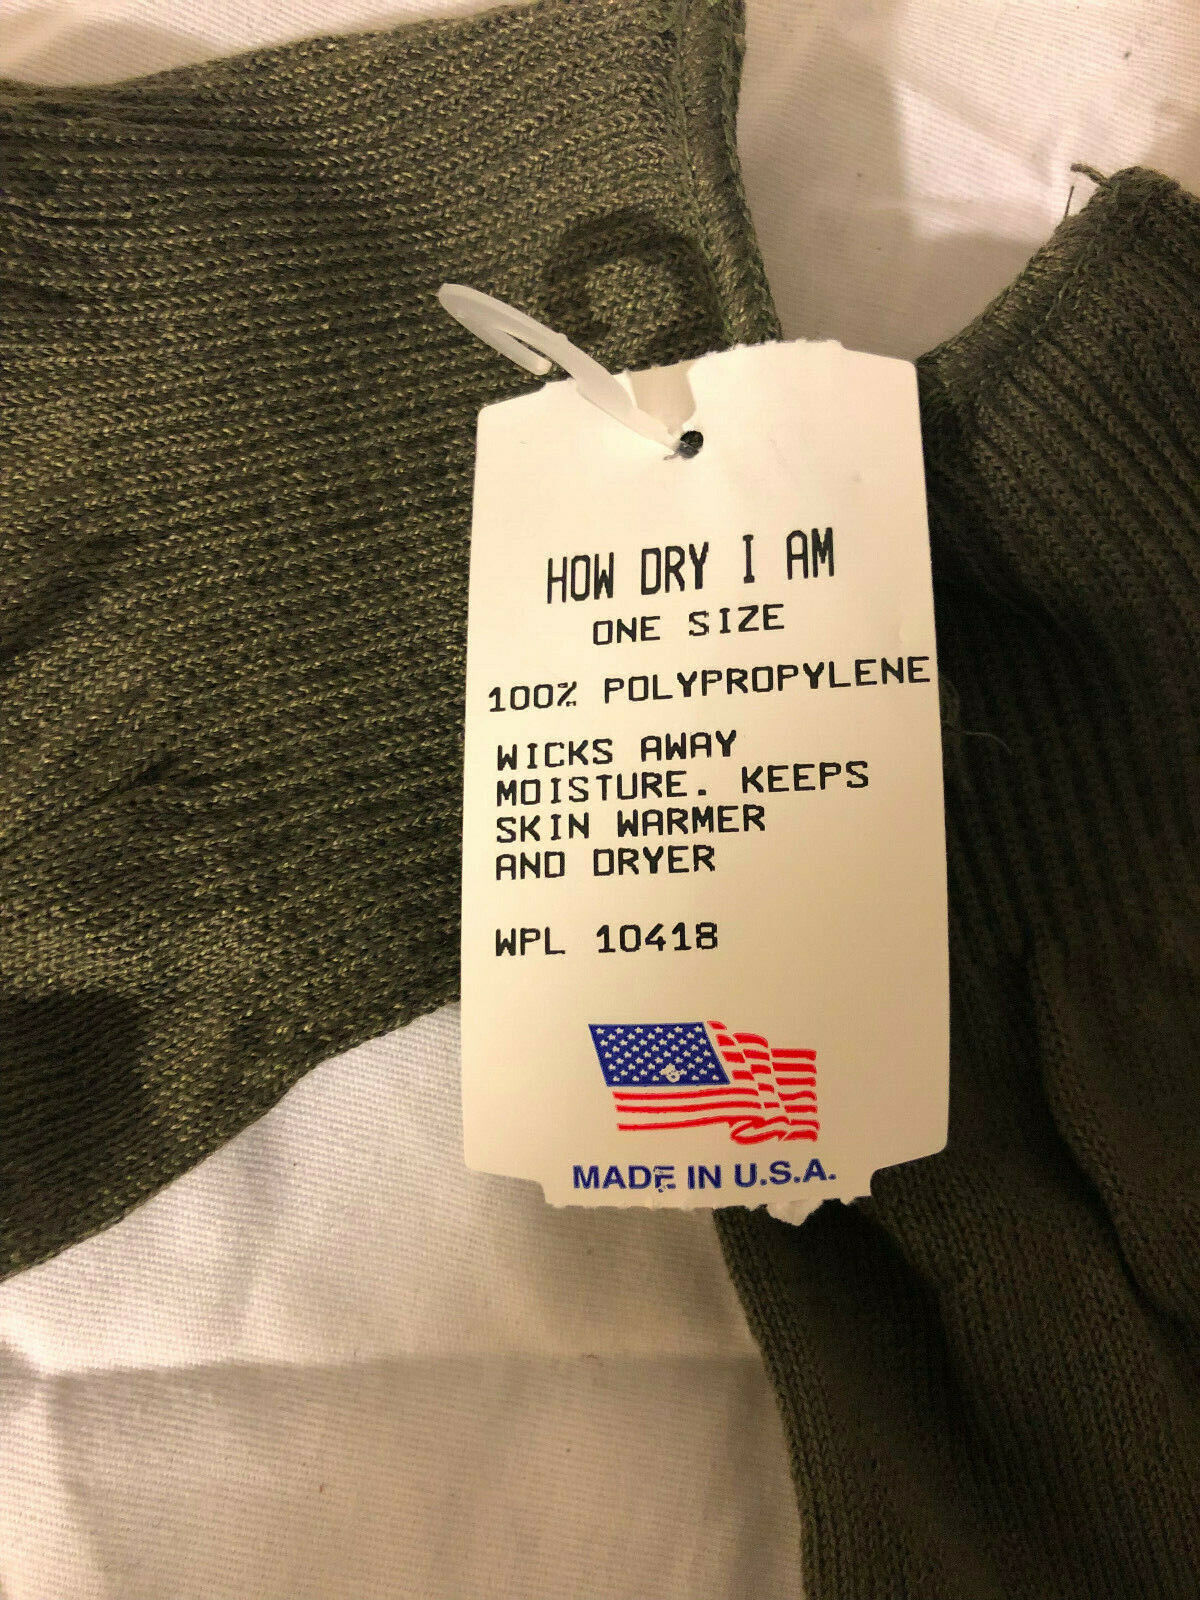 HOW DRY I AM
ONE SIZE
100% POLYPROPYLENE
WICKS AWAY
MOISTURE. KEEPS
SKIN WARMER
AND DRYER
WPL 10418
MADE IN U.S.A.